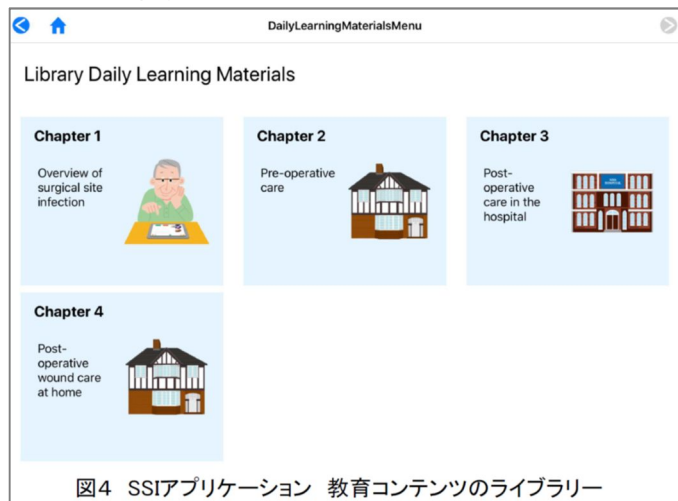 DailyLearningMaterialsMenu
Library Daily Learning Materials
Chapter 1
Overview of
surgical site
infection
Chapter 2
Pre-operative
care
Chapter 3
Post-
operative
care in the
hospital
Chapter 4
Post-
operative
wound care
at home
図4 SSIアプリケーション 教育コンテンツのライブラリー